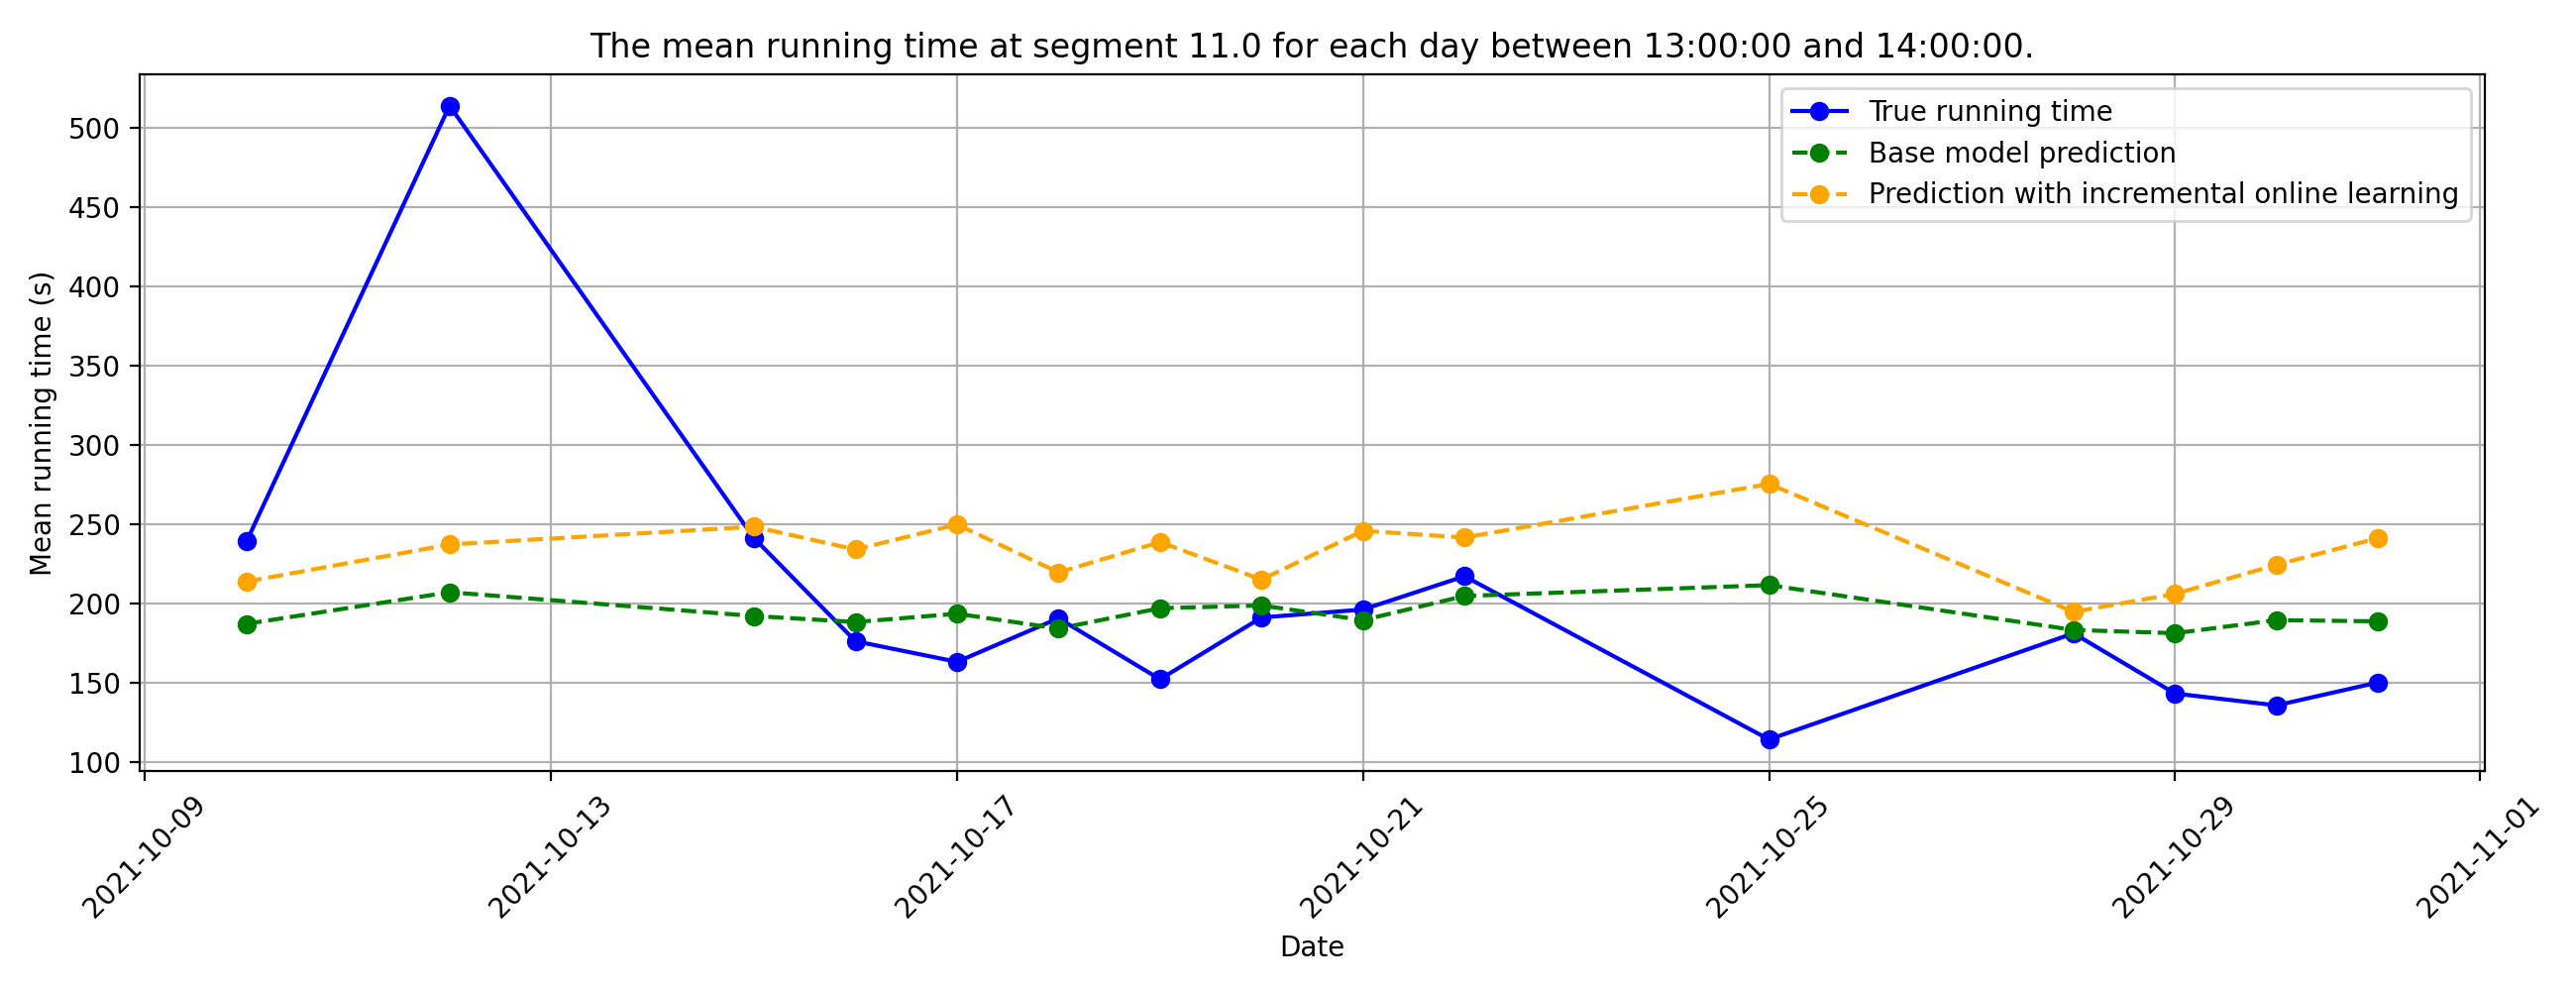 The mean running time at segment 11.0 for each day between 13:00:00 and 14:00:00.
True running time
Base model prediction
Prediction with incremental online learning
Mean running time (s)
500
450
400
350
300
250
200
150
100
2021-10-09
2021-10-13
2021-10-17
2021-10-21
2021-10-25
2021-10-29
2021-11-01
Date